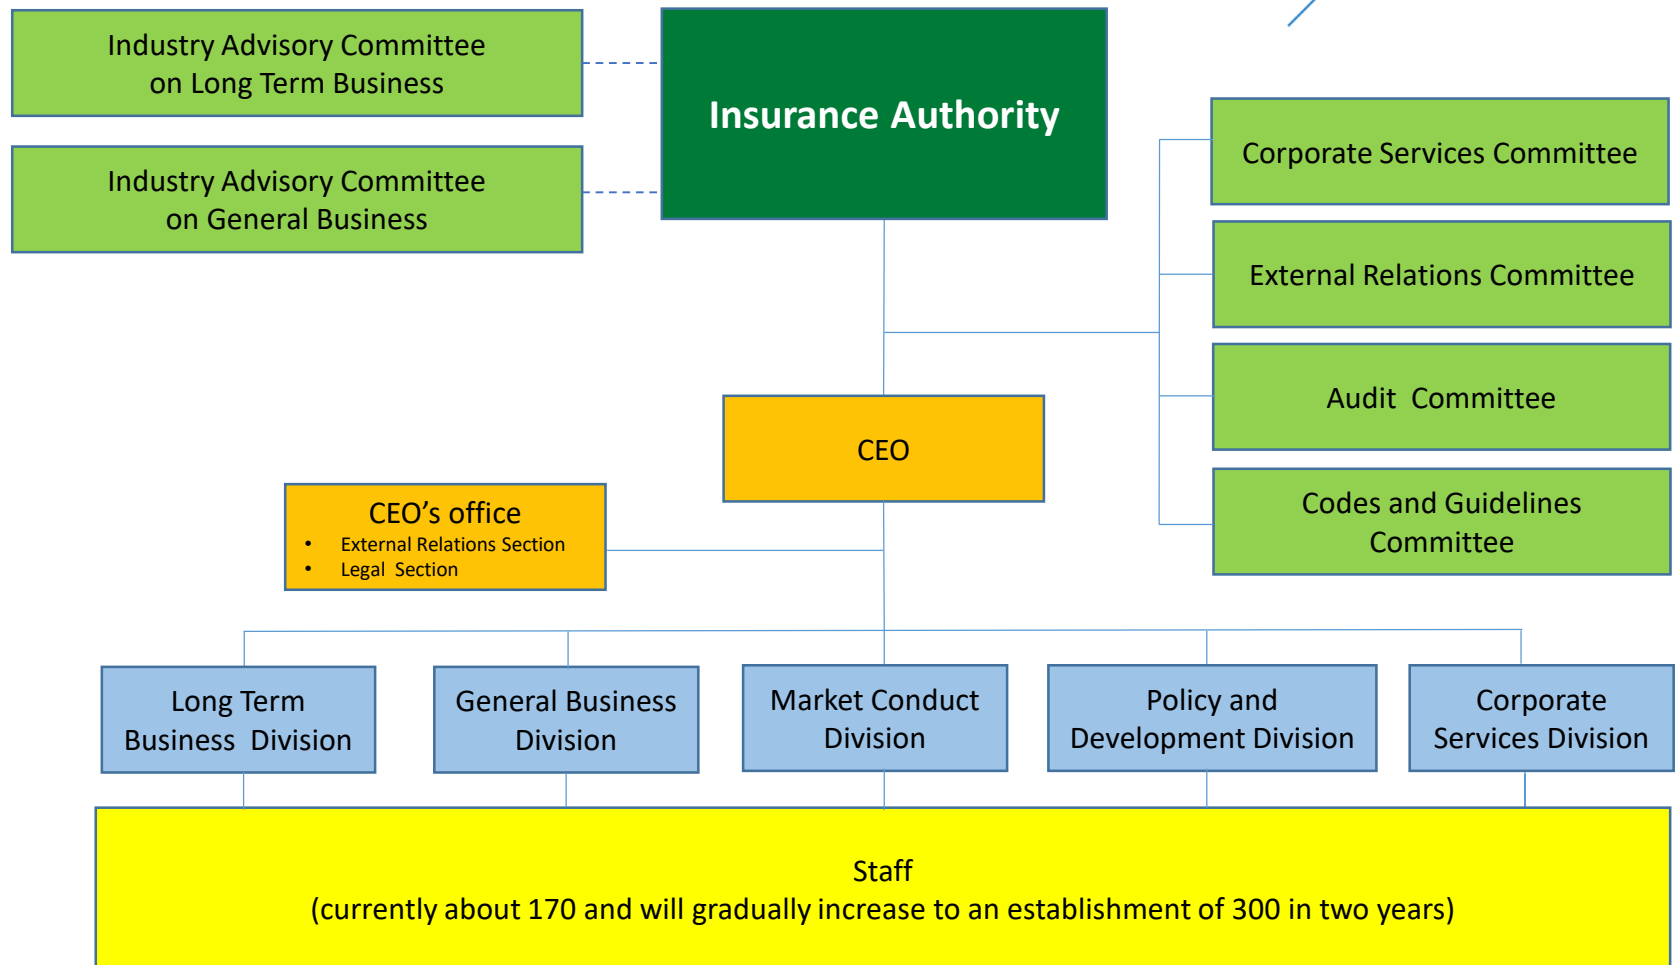 Industry Advisory Committee
on Long Term Business
Insurance Authority
Industry Advisory Committee
on General Business
Corporate Services Committee
External Relations Committee
Audit  Committee
Codes and Guidelines
Committee
CEO
CEO’s office
• External Relations Section
• Legal  Section
Long Term
Business  Division
General Business
Division
Market Conduct
Division
Policy and
Development Division
Corporate
Services Division
Staff
(currently about 170 and will gradually increase to an establishment of 300 in two years)